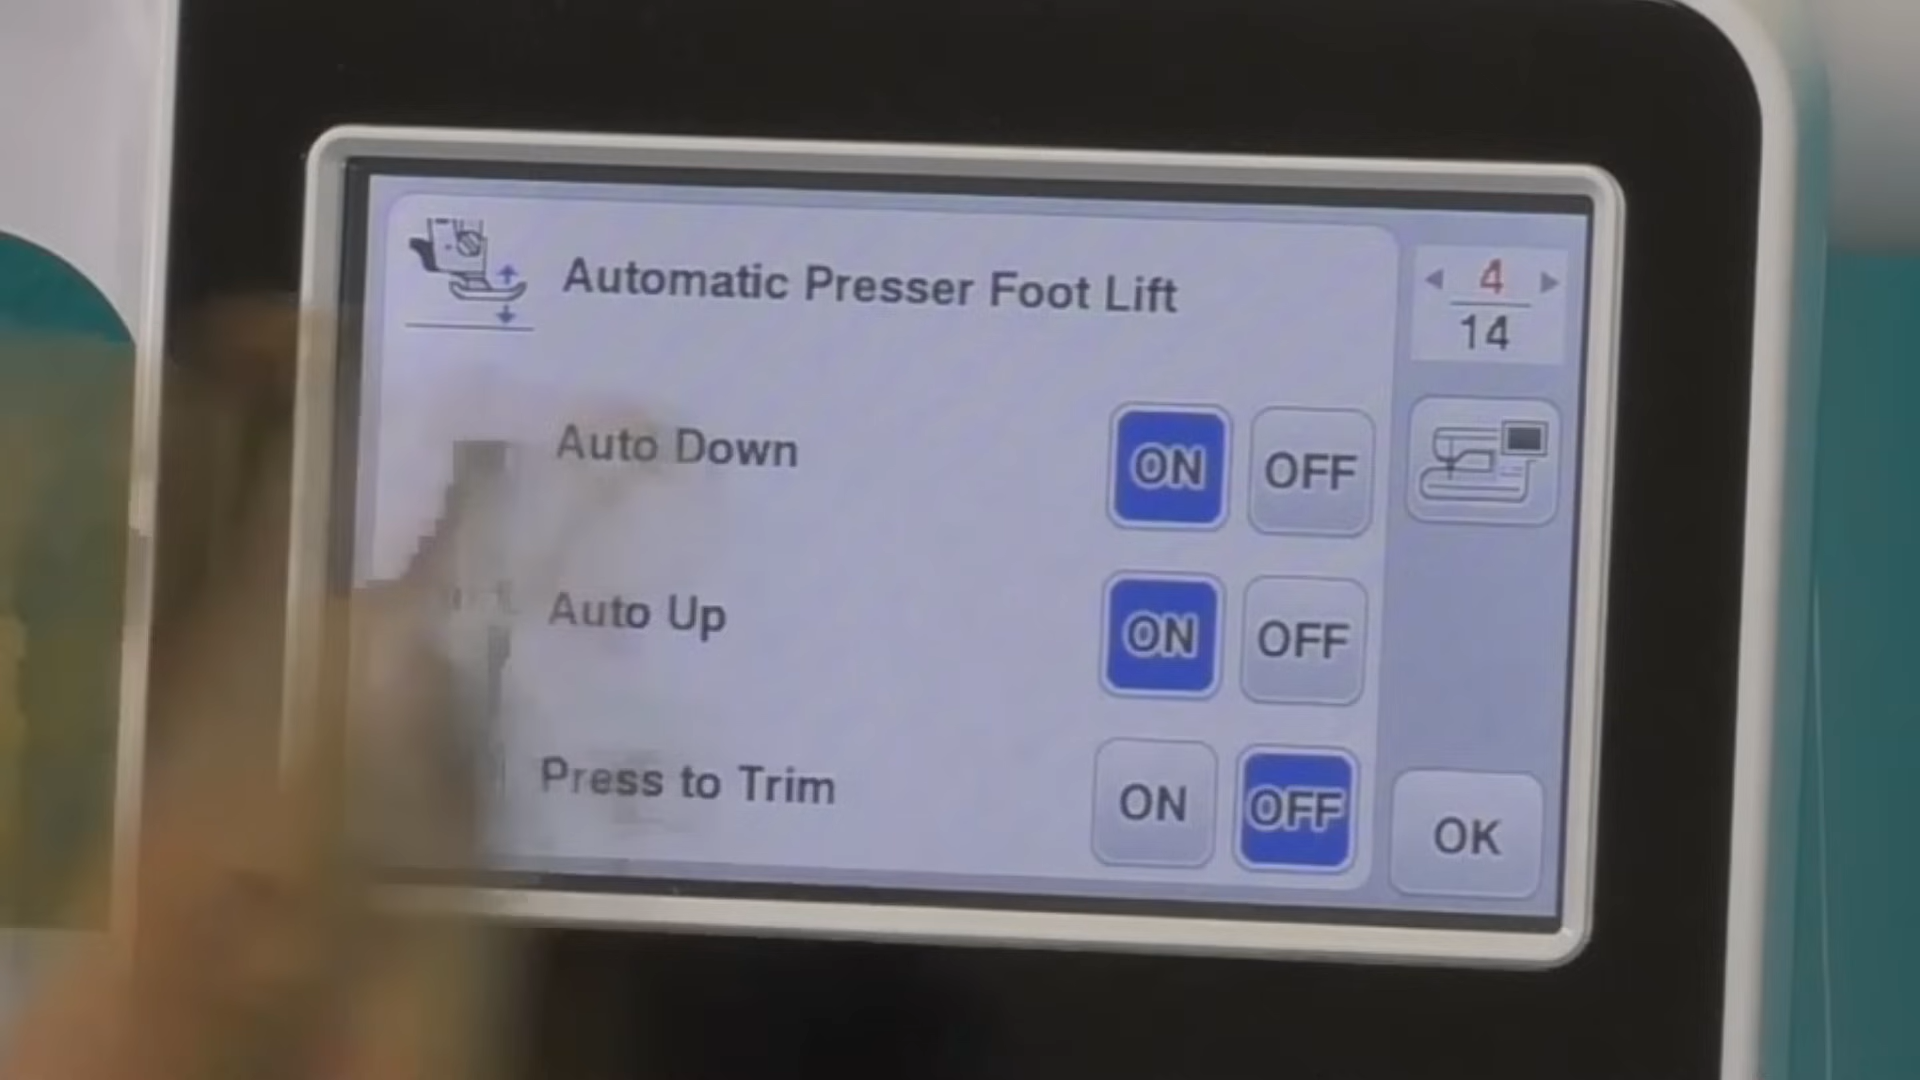 Automatic Presser Foot Lift
4
14
Auto Down ON OFF
Auto Up ON OFF
Press to Trim ON OFF
OK